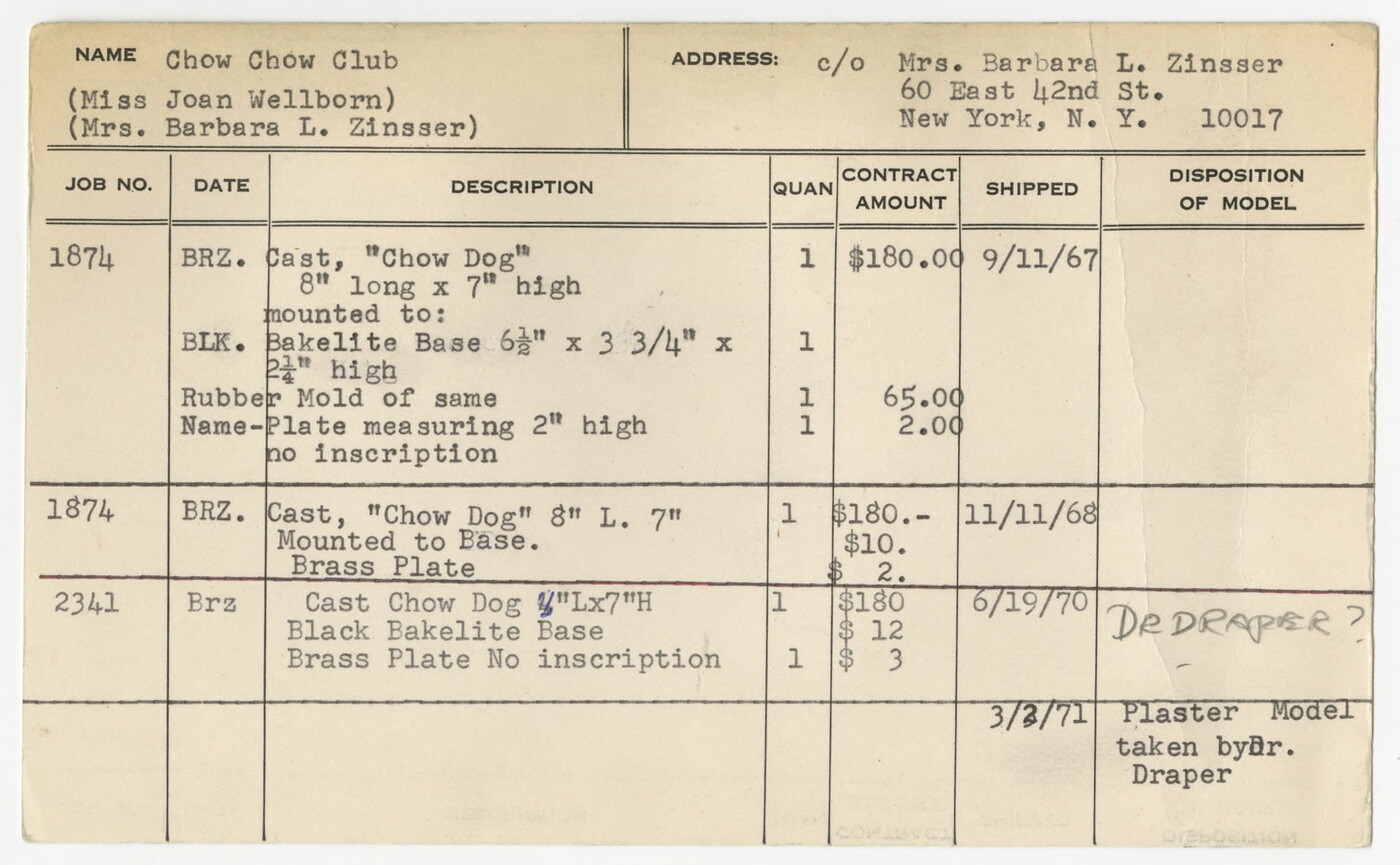 NAME Chow Chow Club
(Miss Joan Wellborn)
(Mrs. Barbara L. Zinsser)
ADDRESS: c/o Mrs. Barbara L. Zinsser
60 East 42nd St.
New York, N. Y. 10017
JOB NO. DATE DESCRIPTION QUAN CONTRACT AMOUNT SHIPPED DISPOSITION OF MODEL
1874 BRZ. Cast, "Chow Dog" 1 $180.00 9/11/67
8" long x 7" high
mounted to:
BLK. Bakelite Base 6½" x 3 3/4" x 1
2¼" high
Rubber Mold of same 1 65.00
Name-Plate measuring 2" high 1 2.00
no inscription
1874 BRZ. Cast, "Chow Dog" 8" L. 7" 1 $180.- 11/11/68
Mounted to Base. $10.
Brass Plate $ 2.
2341 Brz Cast Chow Dog "Lx7"H 1 $180 6/19/70 DR DRAPER ?
Black Bakelite Base $ 12
Brass Plate No inscription 1 $ 3
3/3/71 Plaster Model
taken by Dr.
Draper